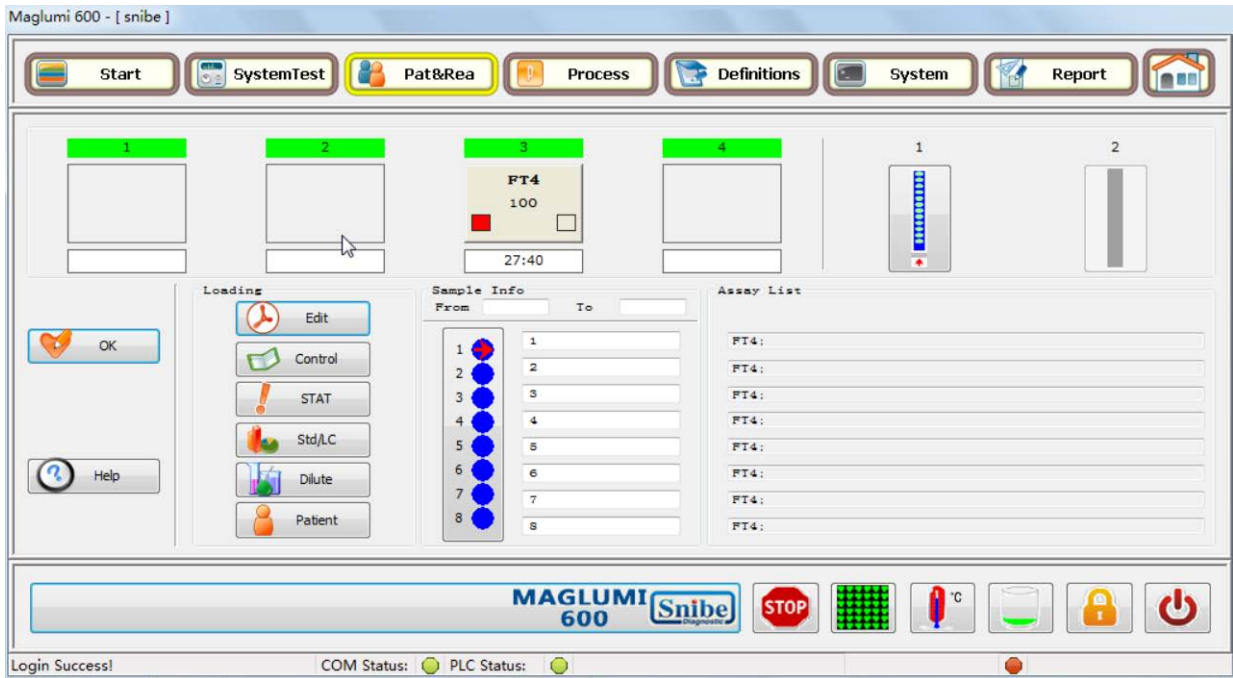 Maglumi 600 - [ snibe ]
Start SystemTest Pat&Rea Process Definitions System Report
1 2 3 4 1 2
FT4
100
27:40
Loading Sample Info Assay List
From To
Edit
OK 1 1 FT4;
Control 2 2 FT4;
STAT 3 3 FT4;
4 4 FT4;
Std/LC 5 5 FT4;
Help Dilute 6 6 FT4;
7 7 FT4;
Patient 8 8 FT4;
MAGLUMI 600 Snibe Diagnostic STOP °C
Login Success! COM Status: PLC Status: